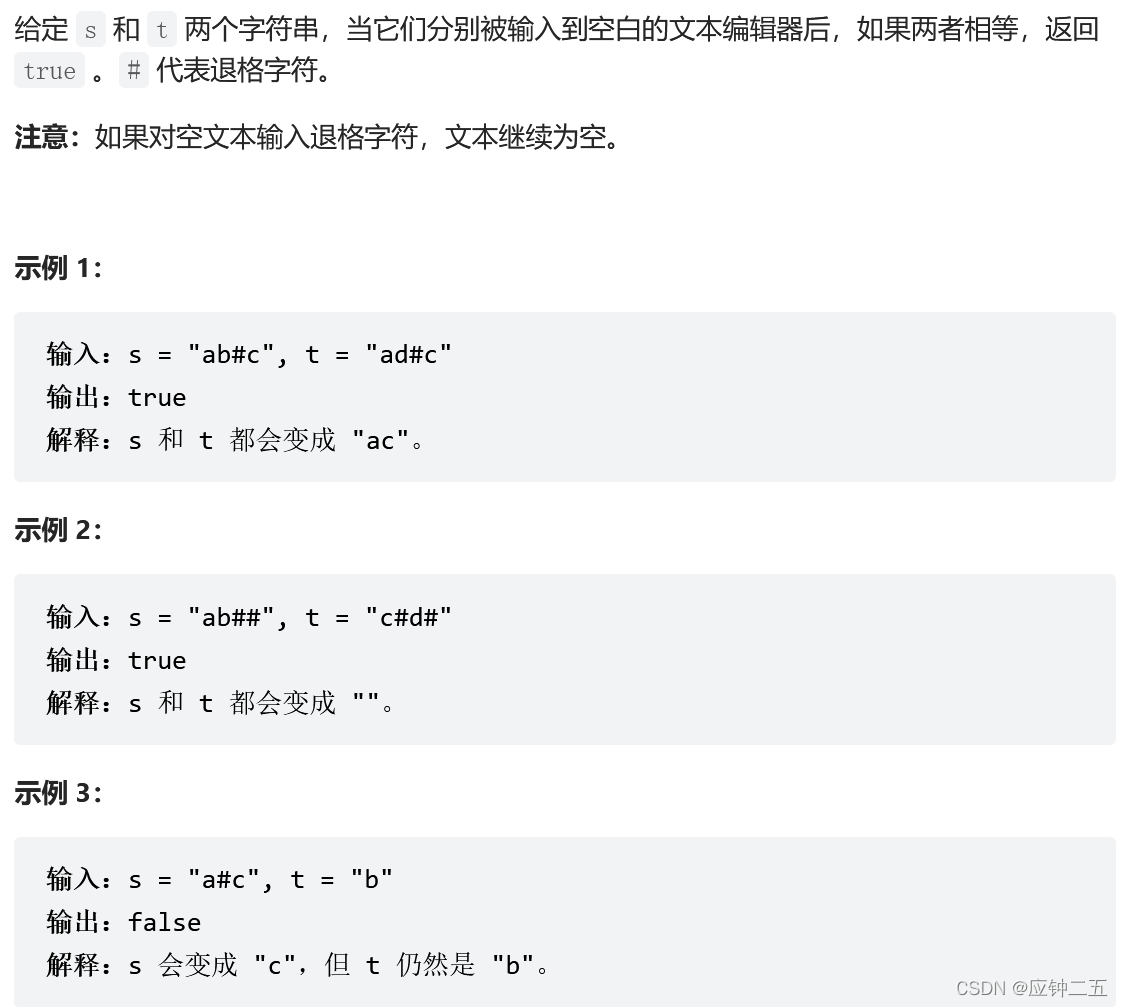 给定 s 和 t 两个字符串，当它们分别被输入到空白的文本编辑器后，如果两者相等，返回
true 。# 代表退格字符。
注意：如果对空文本输入退格字符，文本继续为空。
示例 1：
输入：s = "ab#c", t = "ad#c"
输出：true
解释：s 和 t 都会变成 "ac"。
示例 2：
输入：s = "ab##", t = "c#d#"
输出：true
解释：s 和 t 都会变成 ""。
示例 3：
输入：s = "a#c", t = "b"
输出：false
解释：s 会变成 "c"，但 t 仍然是 "b"。
CSDN @应钟二五